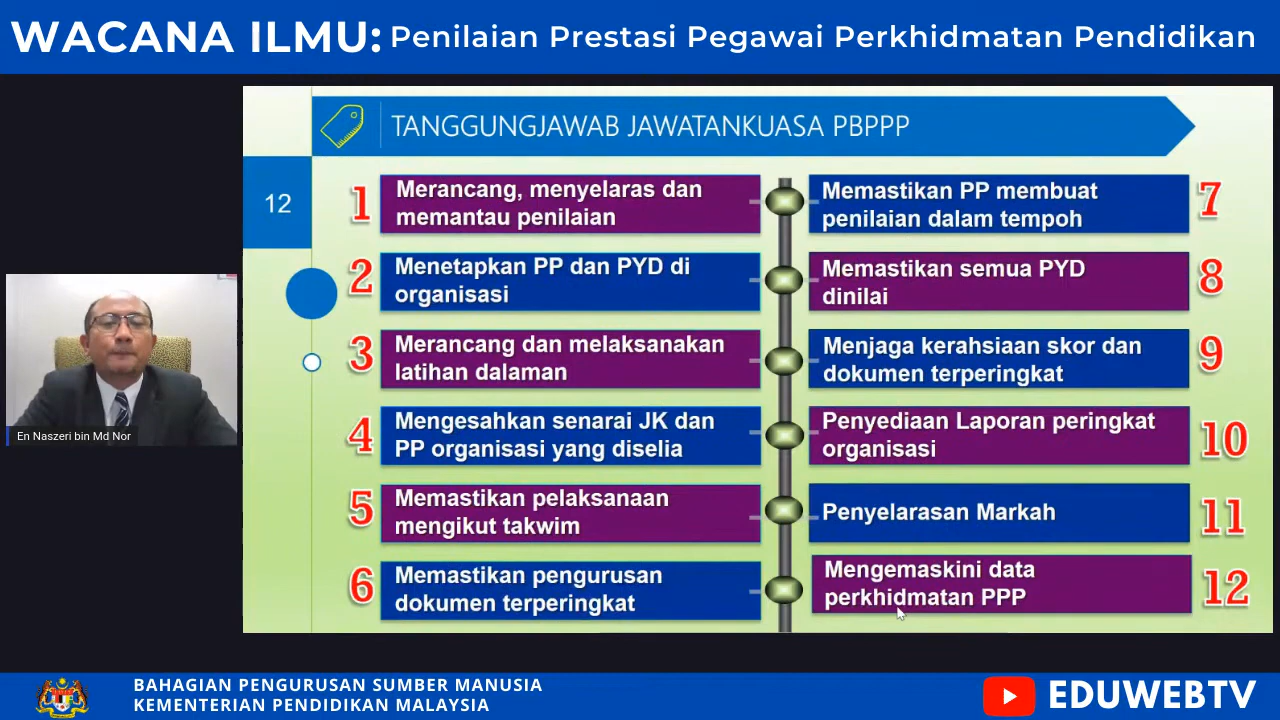 WACANA ILMU: Penilaian Prestasi Pegawai Perkhidmatan Pendidikan
TANGGUNGJAWAB JAWATANKUASA PBPPP
12
1
Merancang, menyelaras dan
memantau penilaian
2
Menetapkan PP dan PYD di
organisasi
3
Merancang dan melaksanakan
latihan dalaman
4
Mengesahkan senarai JK dan
PP organisasi yang diselia
5
Memastikan pelaksanaan
mengikut takwim
6
Memastikan pengurusan
dokumen terperingkat
Memastikan PP membuat
penilaian dalam tempoh
7
Memastikan semua PYD
dinilai
8
Menjaga kerahsiaan skor dan
dokumen terperingkat
9
Penyediaan Laporan peringkat
organisasi
10
Penyelarasan Markah
11
Mengemaskini data
perkhidmatan PPP
12
En Naszeri bin Md Nor
BAHAGIAN PENGURUSAN SUMBER MANUSIA
KEMENTERIAN PENDIDIKAN MALAYSIA
EDUWEBTV